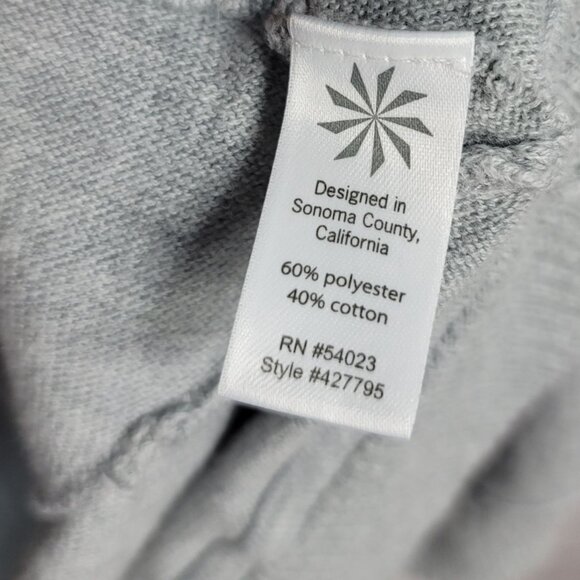 Designed in
Sonoma County,
California
60% polyester
40% cotton
RN #54023
Style #427795